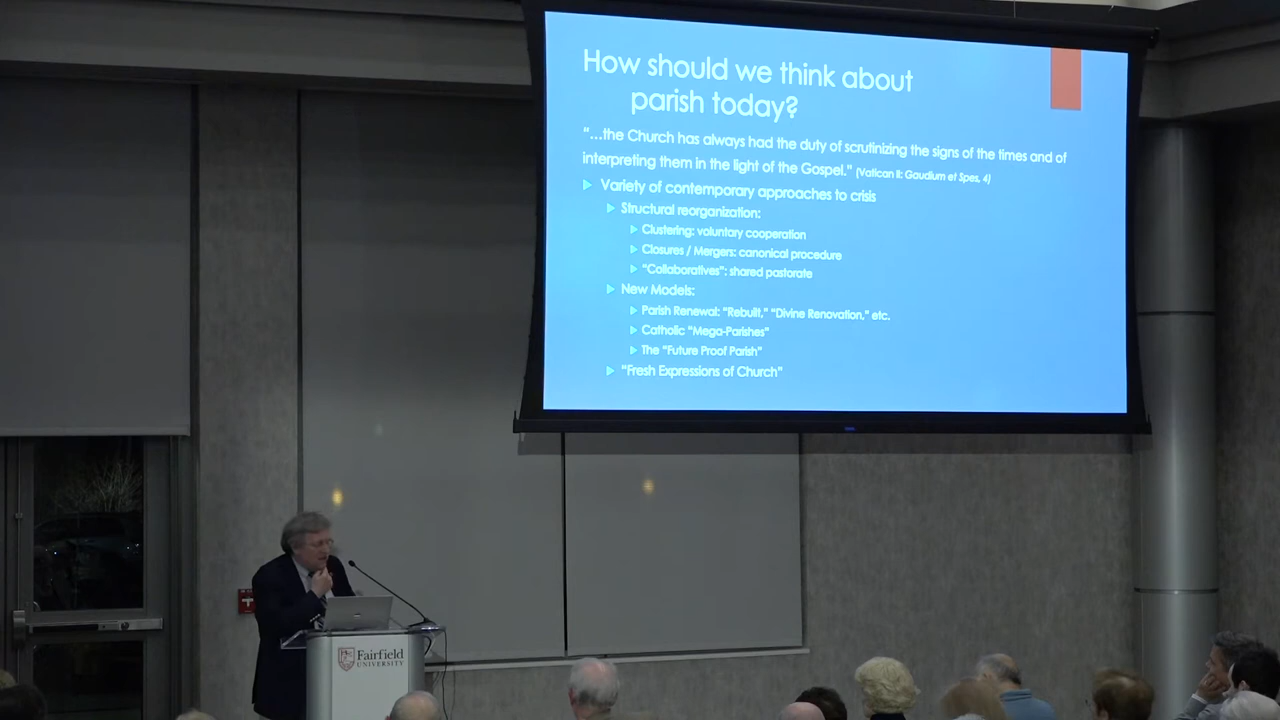 How should we think about
parish today?
"...the Church has always had the duty of scrutinizing the signs of the times and of
interpreting them in the light of the Gospel." (Vatican II: Gaudium et Spes, 4)
Variety of contemporary approaches to crisis
Structural reorganization:
Clustering: voluntary cooperation
Closures / Mergers: canonical procedure
"Collaboratives": shared pastorate
New Models:
Parish Renewal: "Rebuilt," "Divine Renovation," etc.
Catholic "Mega-Parishes"
The "Future Proof Parish"
"Fresh Expressions of Church"
Fairfield
UNIVERSITY